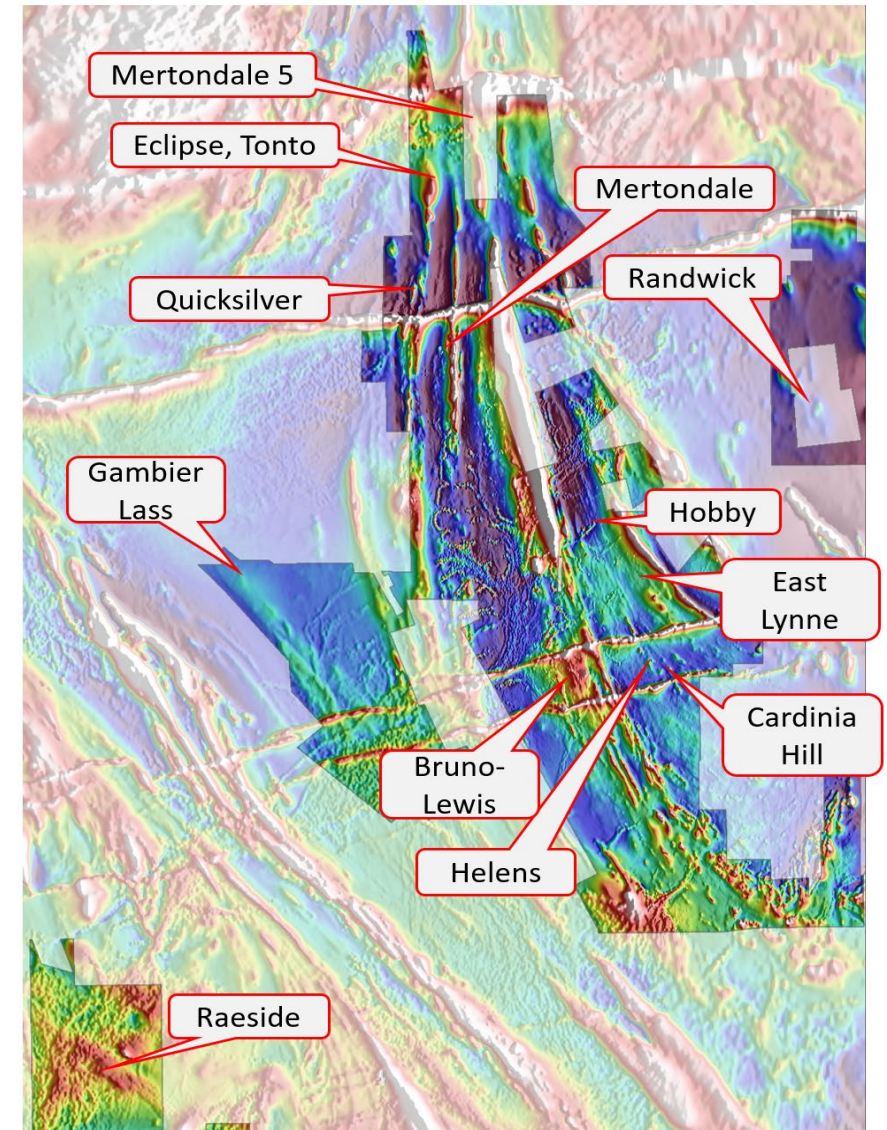 Mertondale 5
Eclipse, Tonto
Mertondale
Randwick
Quicksilver
Gambier
Lass
Hobby
East
Lynne
Cardinia
Hill
Bruno-
Lewis
Helens
Raeside